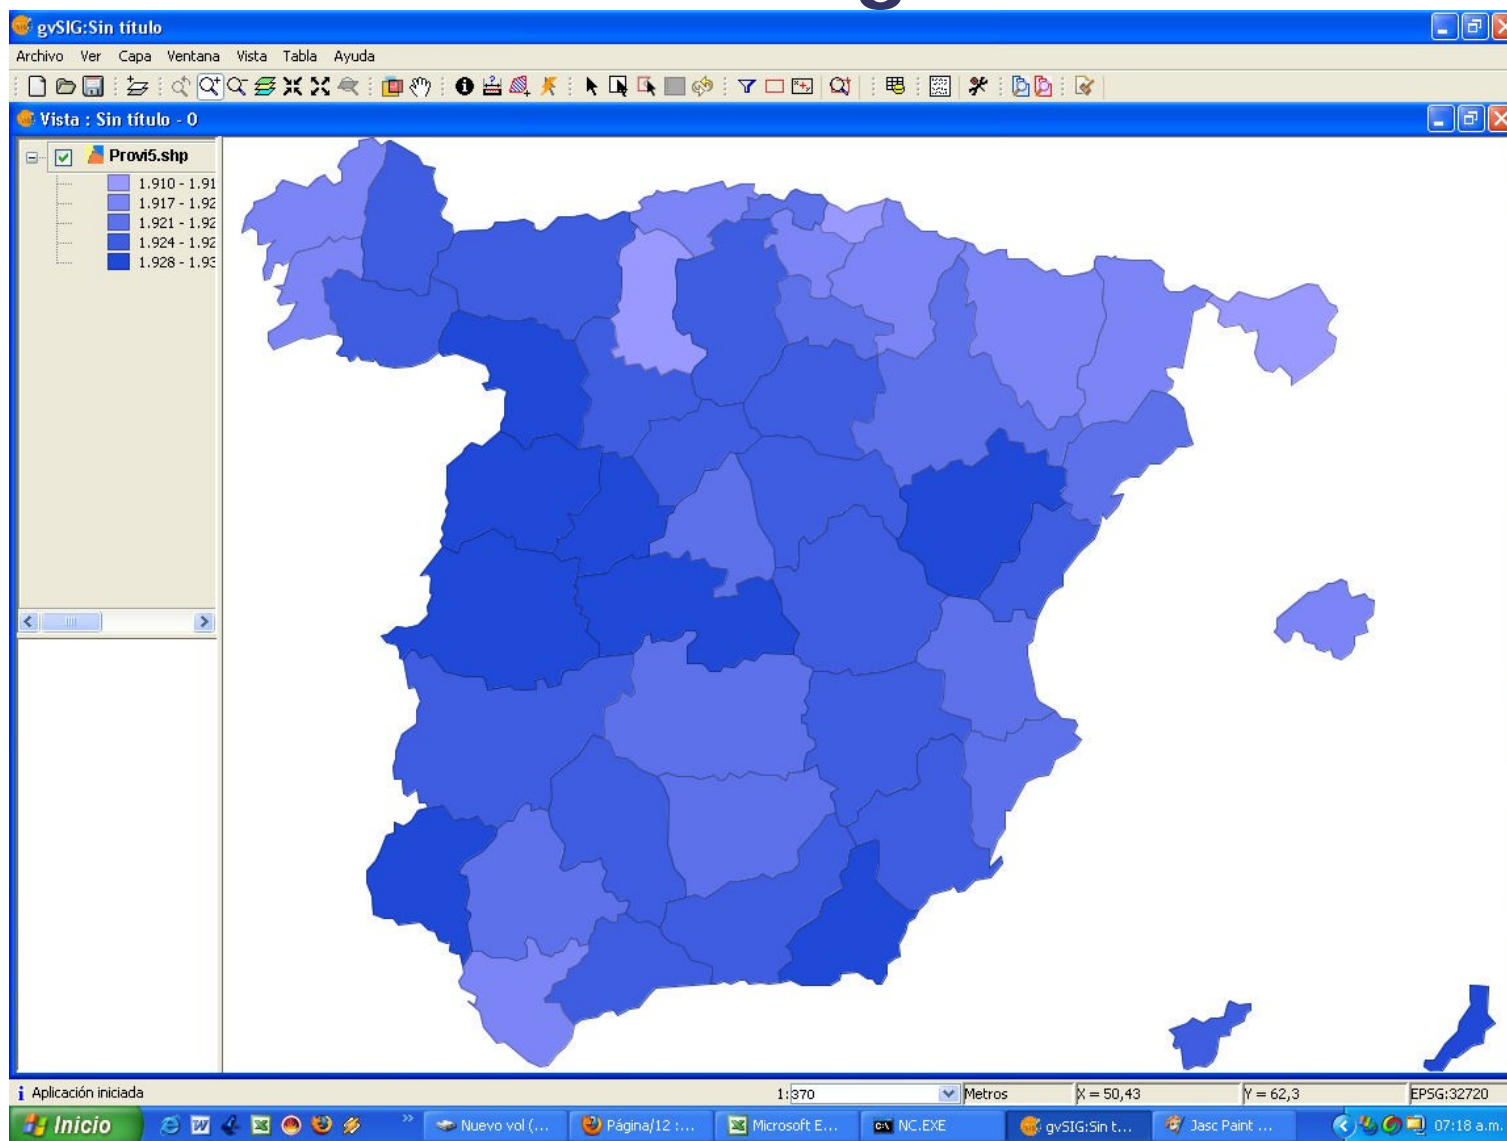 g
gvSIG:Sin título
Archivo Ver Capa Ventana Vista Tabla Ayuda
Vista : Sin título - 0
Provi5.shp
1.910 - 1.91
1.917 - 1.92
1.921 - 1.92
1.924 - 1.92
1.928 - 1.93
Aplicación iniciada 1: 370 Metros X = 50,43 Y = 62,3 EPSG:32720
Inicio » Nuevo vol (... Página/12 :... Microsoft E... NC.EXE gvSIG:Sin t... Jasc Paint ... 07:18 a.m.